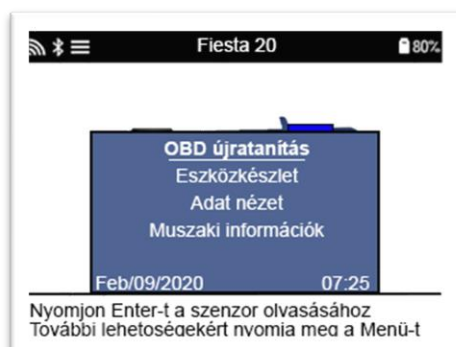 Fiesta 20 80%
OBD újratanítás
Eszközkészlet
Adat nézet
Muszaki információk
Feb/09/2020 07:25
Nyomjon Enter-t a szenzor olvasásához
További lehetoségekért nyomja meg a Menü-t